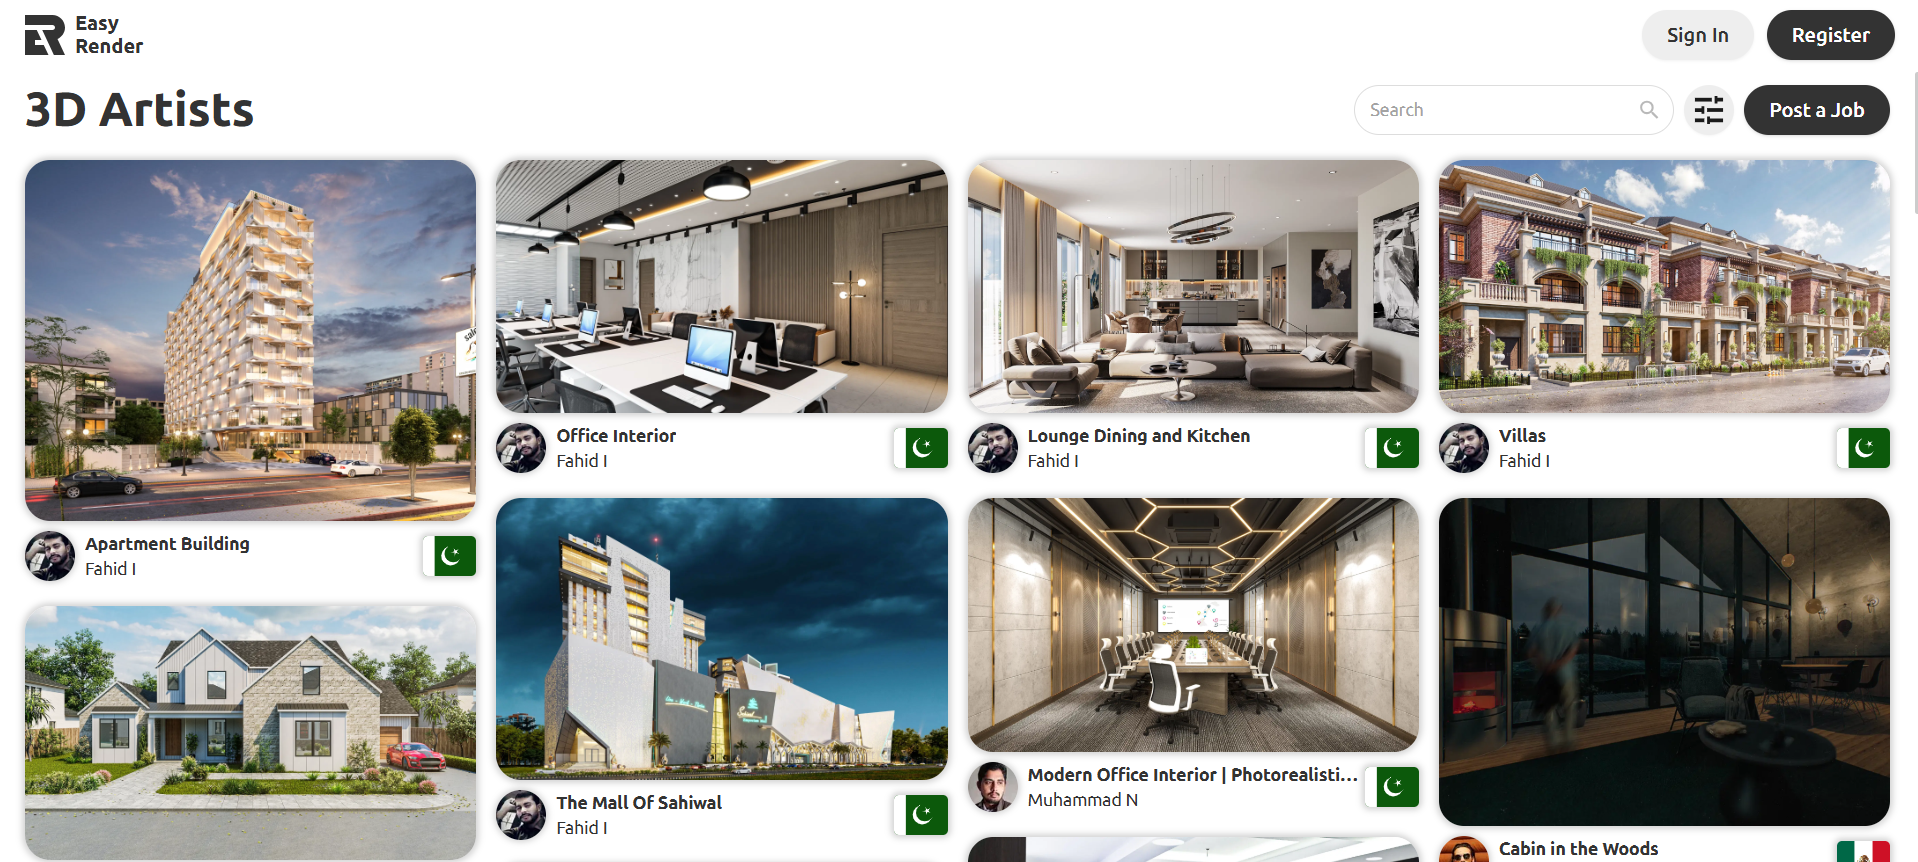 Easy
Render
Sign In
Register
3D Artists
Search
Post a Job
Apartment Building
Fahid I
Office Interior
Fahid I
Lounge Dining and Kitchen
Fahid I
Villas
Fahid I
The Mall Of Sahiwal
Fahid I
Modern Office Interior | Photorealisti...
Muhammad N
Cabin in the Woods